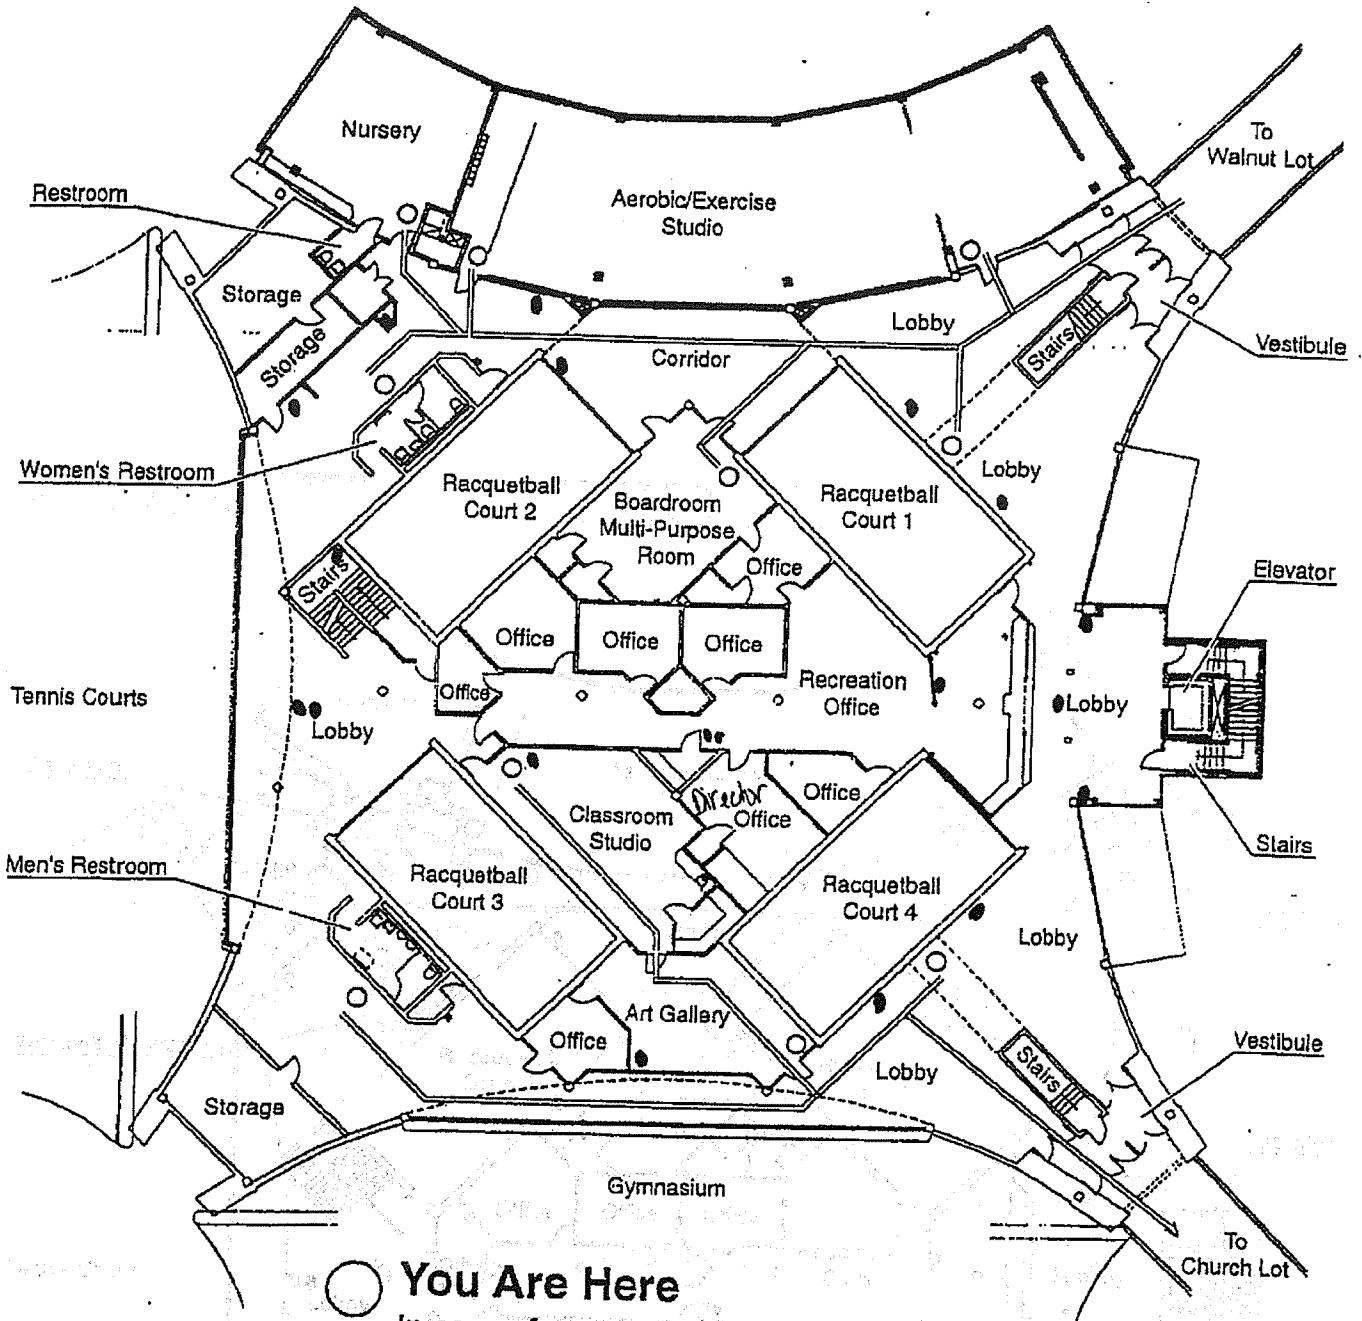 Nursery
To
Walnut Lot
Restroom
Aerobic/Exercise
Studio
Storage
Lobby
Storage
Stairs
Vestibule
Corridor
Women's Restroom
Lobby
Racquetball
Court 2
Boardroom
Multi-Purpose
Room
Racquetball
Court 1
Office
Elevator
Stairs
Office
Office
Office
Office
Recreation
Office
Tennis Courts
Lobby
Lobby
Director
Office
Office
Classroom
Studio
Stairs
Men's Restroom
Racquetball
Court 3
Racquetball
Court 4
Lobby
Art Gallery
Office
Stairs
Vestibule
Lobby
Storage
Gymnasium
To
Church Lot
You Are Here